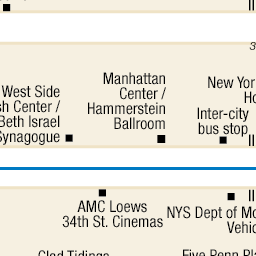 3
West Side
sh Center /
Beth Israel
Synagogue
Manhattan
Center /
Hammerstein
Ballroom
New Yor
Ho
Inter-city
bus stop
AMC Loews
34th St. Cinemas
NYS Dept of Mo
Vehic
Glad Tidings
Five Penn Pla